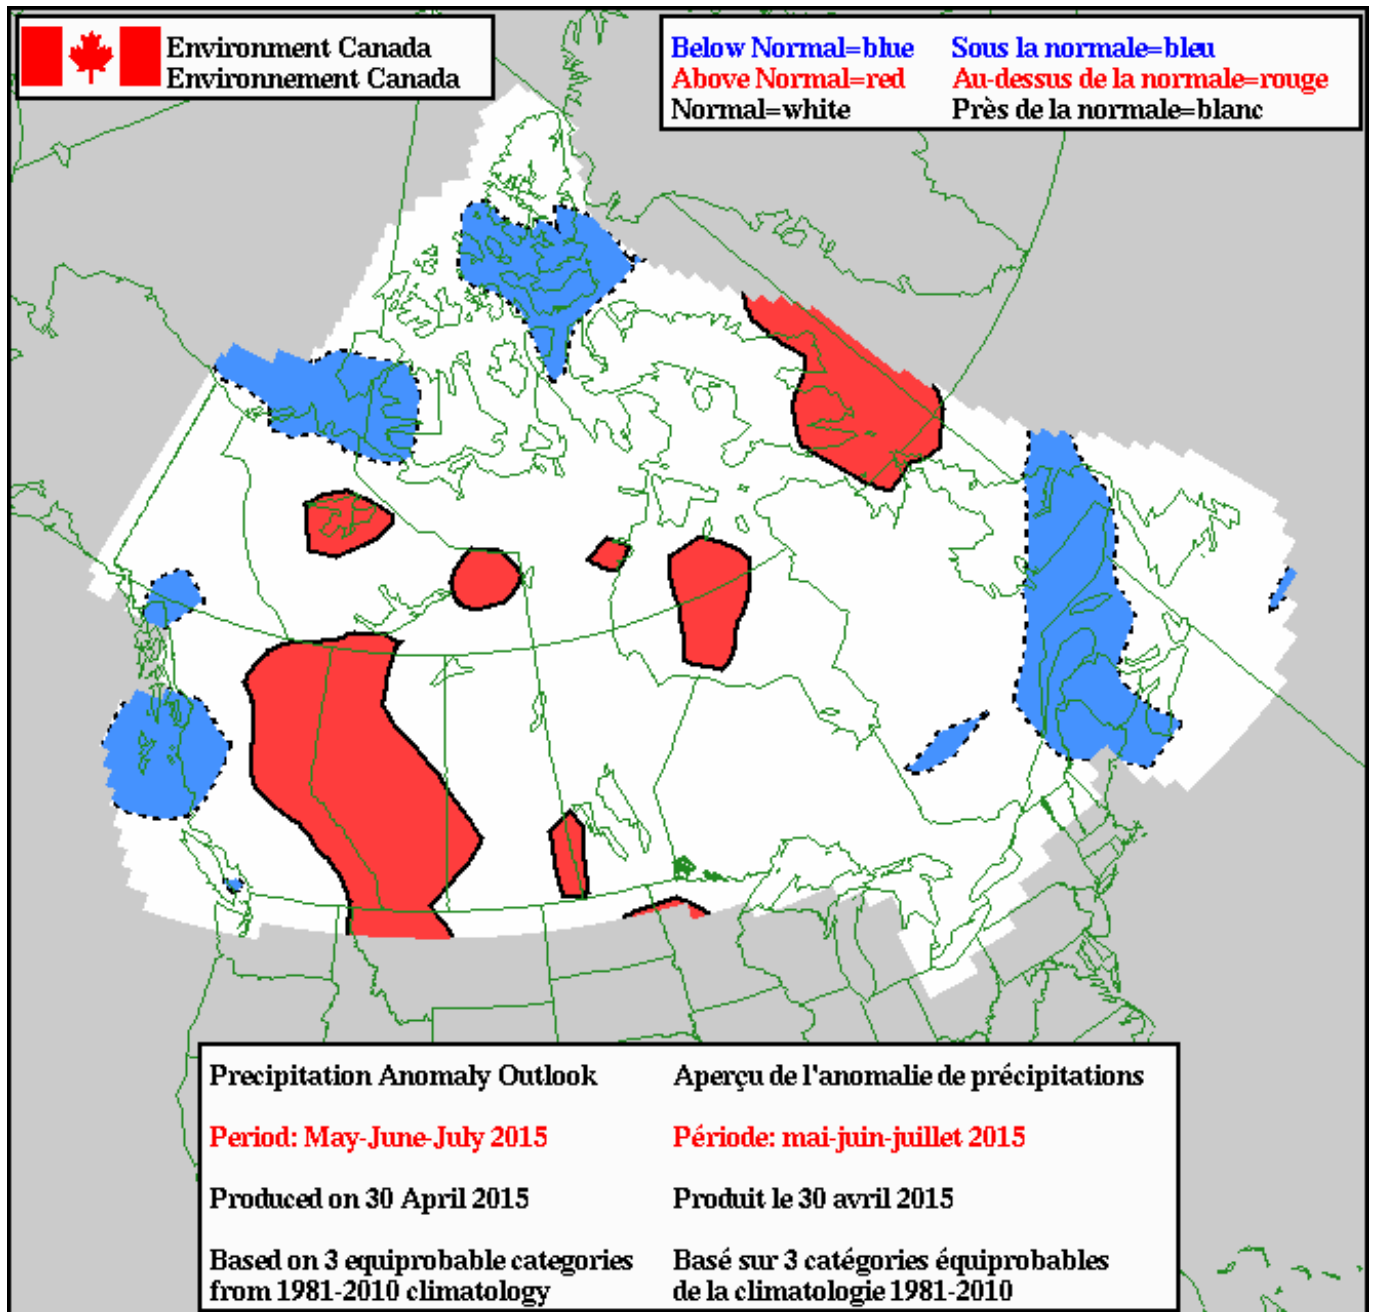 Environment Canada
Environnement Canada
Below Normal=blue Sous la normale=bleu
Above Normal=red Au-dessus de la normale=rouge
Normal=white Près de la normale=blanc
Precipitation Anomaly Outlook Aperçu de l'anomalie de précipitations
Period: May-June-July 2015 Période: mai-juin-juillet 2015
Produced on 30 April 2015 Produit le 30 avril 2015
Based on 3 equiprobable categories Basé sur 3 catégories équiprobables
from 1981-2010 climatology de la climatologie 1981-2010